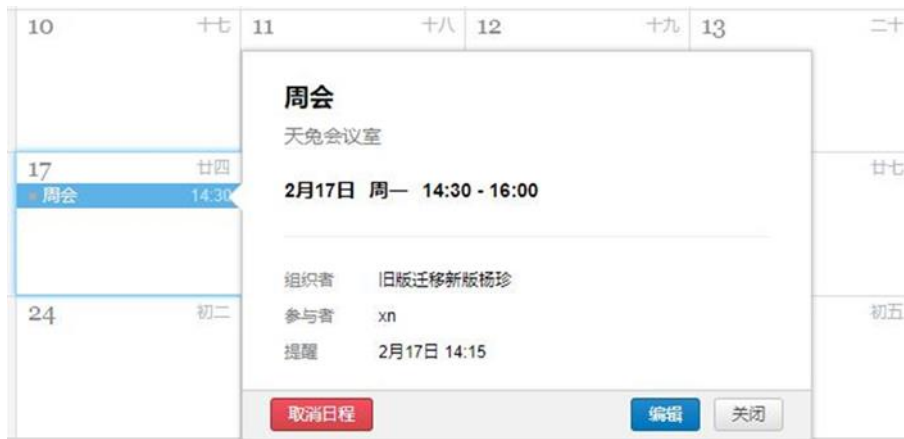 10 十七 11 十八 12 十九 13 二十
周会
天兔会议室
17 廿四 廿七
周会 14:30
2月17日 周一 14:30 - 16:00
组织者 旧版迁移新版杨珍
24 初二 初五
参与者 xn
提醒 2月17日 14:15
取消日程 编辑 关闭